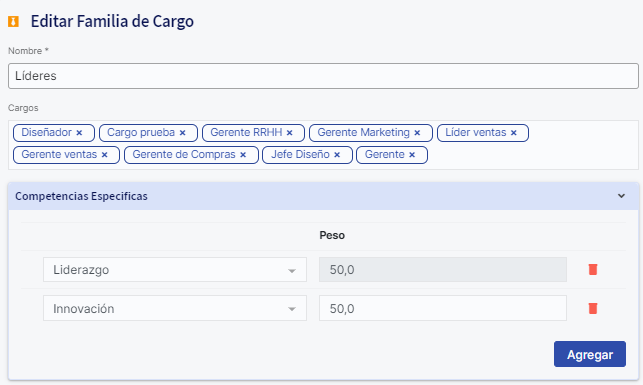 Editar Familia de Cargo
Nombre *
Líderes
Cargos
Diseñador × Cargo prueba × Gerente RRHH × Gerente Marketing × Líder ventas ×
Gerente ventas × Gerente de Compras × Jefe Diseño × Gerente ×
Competencias Especificas
Peso
Liderazgo 50,0
Innovación 50,0
Agregar